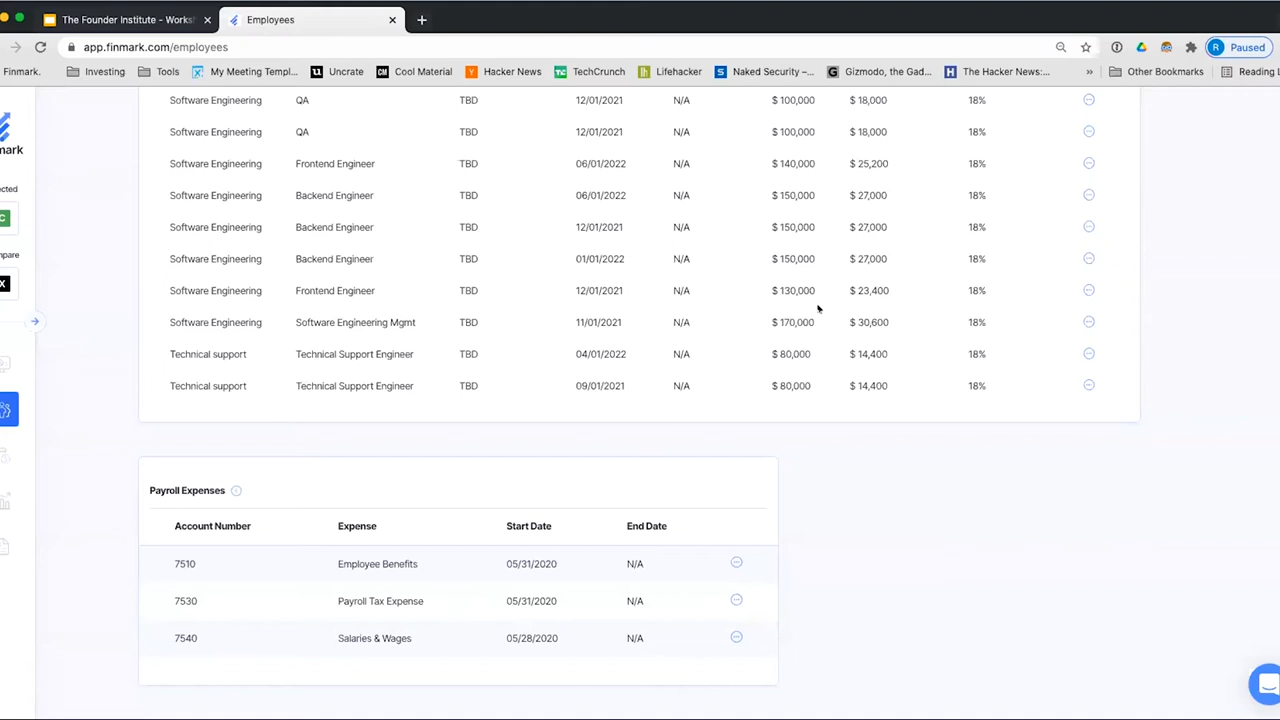 The Founder Institute - Works
Employees
app.finmark.com/employees
Paused
Finmark.
Investing
Tools
My Meeting Templ...
Uncrate
Cool Material
Hacker News
TechCrunch
Lifehacker
Naked Security –...
Gizmodo, the Gad...
The Hacker News:...
»
Other Bookmarks
Reading L
Software Engineering QA TBD 12/01/2021 N/A $ 100,000 $ 18,000 18%
Software Engineering QA TBD 12/01/2021 N/A $ 100,000 $ 18,000 18%
Software Engineering Frontend Engineer TBD 06/01/2022 N/A $ 140,000 $ 25,200 18%
Software Engineering Backend Engineer TBD 06/01/2022 N/A $ 150,000 $ 27,000 18%
Software Engineering Backend Engineer TBD 12/01/2021 N/A $ 150,000 $ 27,000 18%
Software Engineering Backend Engineer TBD 01/01/2022 N/A $ 150,000 $ 27,000 18%
Software Engineering Frontend Engineer TBD 12/01/2021 N/A $ 130,000 $ 23,400 18%
Software Engineering Software Engineering Mgmt TBD 11/01/2021 N/A $ 170,000 $ 30,600 18%
Technical support Technical Support Engineer TBD 04/01/2022 N/A $ 80,000 $ 14,400 18%
Technical support Technical Support Engineer TBD 09/01/2021 N/A $ 80,000 $ 14,400 18%
nmark
ected
C
mpare
X
Payroll Expenses
Account Number Expense Start Date End Date
7510 Employee Benefits 05/31/2020 N/A
7530 Payroll Tax Expense 05/31/2020 N/A
7540 Salaries & Wages 05/28/2020 N/A